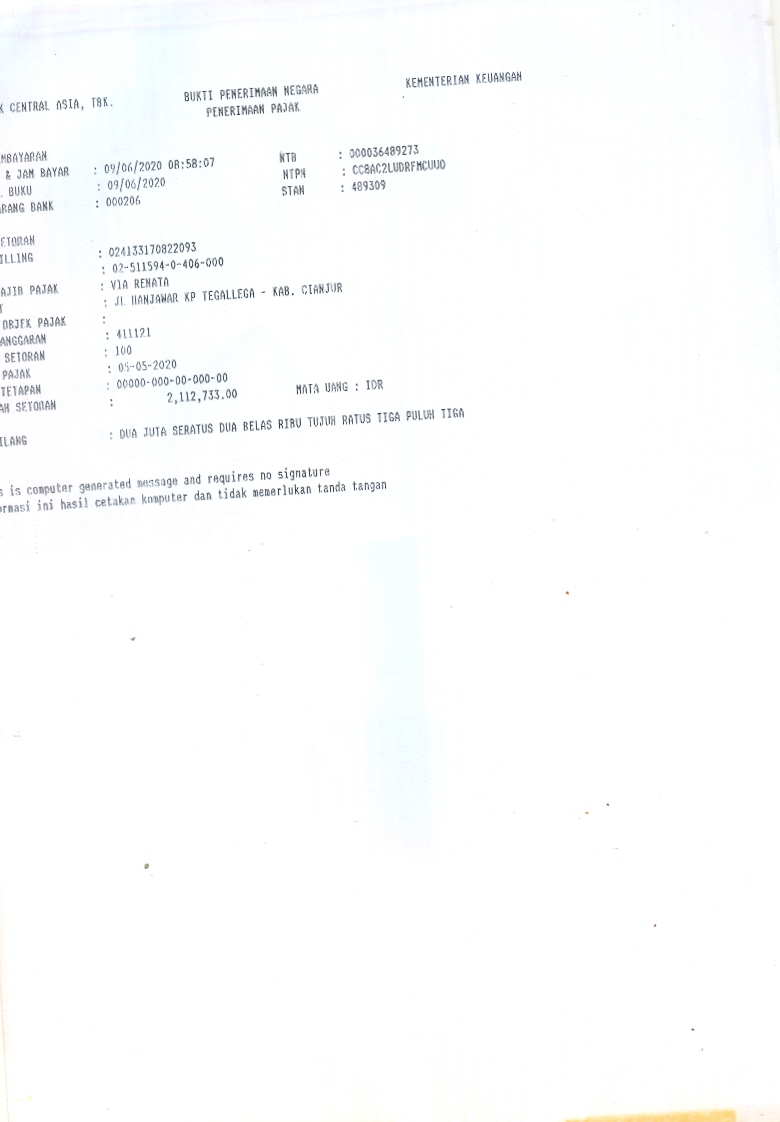 K CENTRAL ASIA, TBK. BUKTI PENERIMAAN NEGARA KEMENTERIAN KEUANGAN
PENERIMAAN PAJAK
MBAYARAN
& JAM BAYAR : 09/06/2020 08:58:07 NTB : 000036489273
. BUKU : 09/06/2020 NTPN : CC8AC2LUDRFMCUUO
BANG BANK : 000206 STAN : 489309
ETORAN
ILLING : 024133170822093
: 02-511594-0-406-000
AJIB PAJAK : VIA RENATA
T : JL HANJAWAR KP TEGALLEGA - KAB. CIANJUR
OBJEK PAJAK :
ANGGARAN : 411121
SETORAN : 100
PAJAK : 05-05-2020
TETAPAN : 00000-000-00-000-00
AH SETORAN : 2,112,733.00 MATA UANG : IDR
ILANG : DUA JUTA SERATUS DUA BELAS RIBU TUJUH RATUS TIGA PULUH TIGA
s is computer generated message and requires no signature
ormasi ini hasil cetakan komputer dan tidak memerlukan tanda tangan